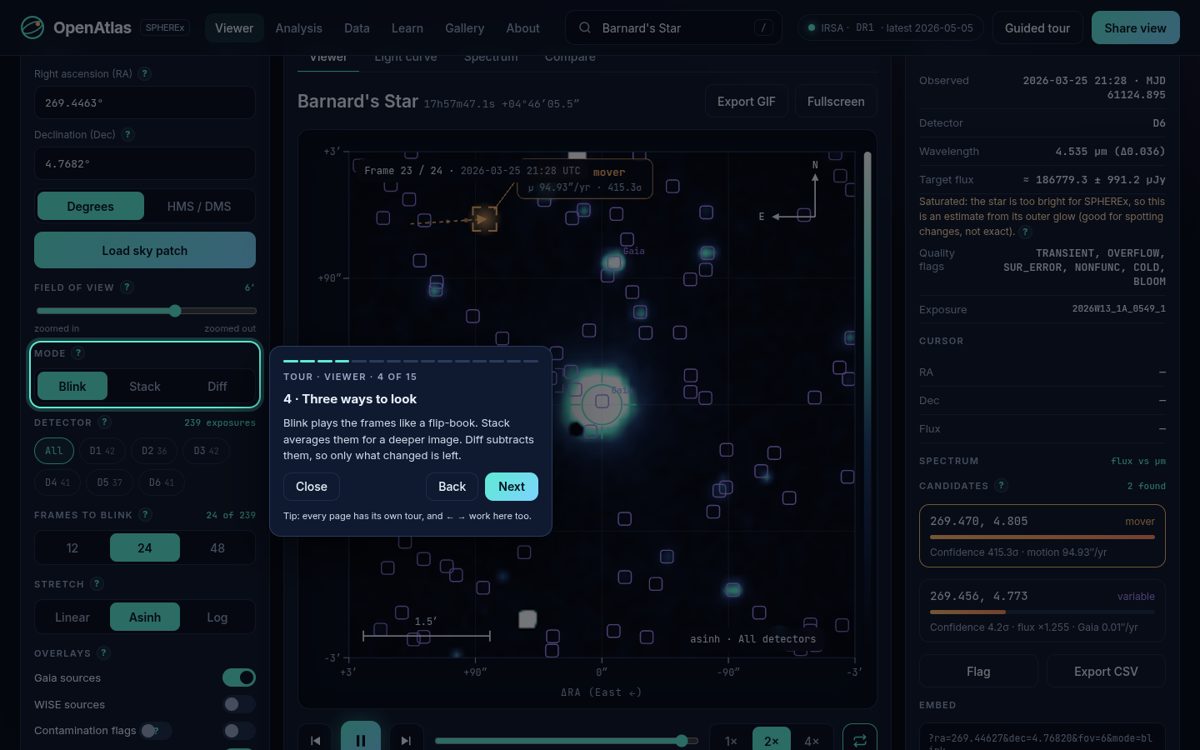 OpenAtlas SPHEREx Viewer Analysis Data Learn Gallery About Barnard's Star / IRSA · DR1 · latest 2026-05-05 Guided tour Share view
Right ascension (RA) ?
269.4463°
Declination (Dec) ?
4.7682°
Degrees HMS / DMS
Load sky patch
FIELD OF VIEW ? 6′
zoomed in zoomed out
MODE ?
Blink Stack Diff
DETECTOR ? 239 exposures
All D1 42 D2 36 D3 42
D4 41 D5 37 D6 41
FRAMES TO BLINK ? 24 of 239
12 24 48
STRETCH ?
Linear Asinh Log
OVERLAYS ?
Gaia sources
WISE sources
Contamination flags ?
Viewer Light curve Spectrum Compare
Barnard's Star 17h57m47.1s +04°46′05.5″ Export GIF Fullscreen
+3′
Frame 23 / 24 · 2026-03-25 21:28 UTC
mover
μ 94.93″/yr · 415.3σ
N
E
Gaia
+90″
Gaia
TOUR · VIEWER · 4 OF 15
4 · Three ways to look
Blink plays the frames like a flip-book. Stack
averages them for a deeper image. Diff subtracts
them, so only what changed is left.
Close Back Next
Tip: every page has its own tour, and ← → work here too.
1.5′
asinh · All detectors
-3′
+3′ +90″ 0″ -90″ -3′
ΔRA (East ←)
1× 2× 4×
Observed 2026-03-25 21:28 · MJD
61124.895
Detector D6
Wavelength 4.535 μm (Δ0.036)
Target flux ≈ 186779.3 ± 991.2 μJy
Saturated: the star is too bright for SPHEREx, so this
is an estimate from its outer glow (good for spotting
changes, not exact). ?
Quality flags TRANSIENT, OVERFLOW,
SUR_ERROR, NONFUNC, COLD,
BLOOM
Exposure 2026W13_1A_0549_1
CURSOR
RA —
Dec —
Flux —
SPECTRUM flux vs μm
CANDIDATES ? 2 found
269.470, 4.805 mover
Confidence 415.3σ · motion 94.93″/yr
269.456, 4.773 variable
Confidence 4.2σ · flux ×1.255 · Gaia 0.01″/yr
Flag Export CSV
EMBED
?ra=269.44627&dec=4.76820&fov=6&mode=bl